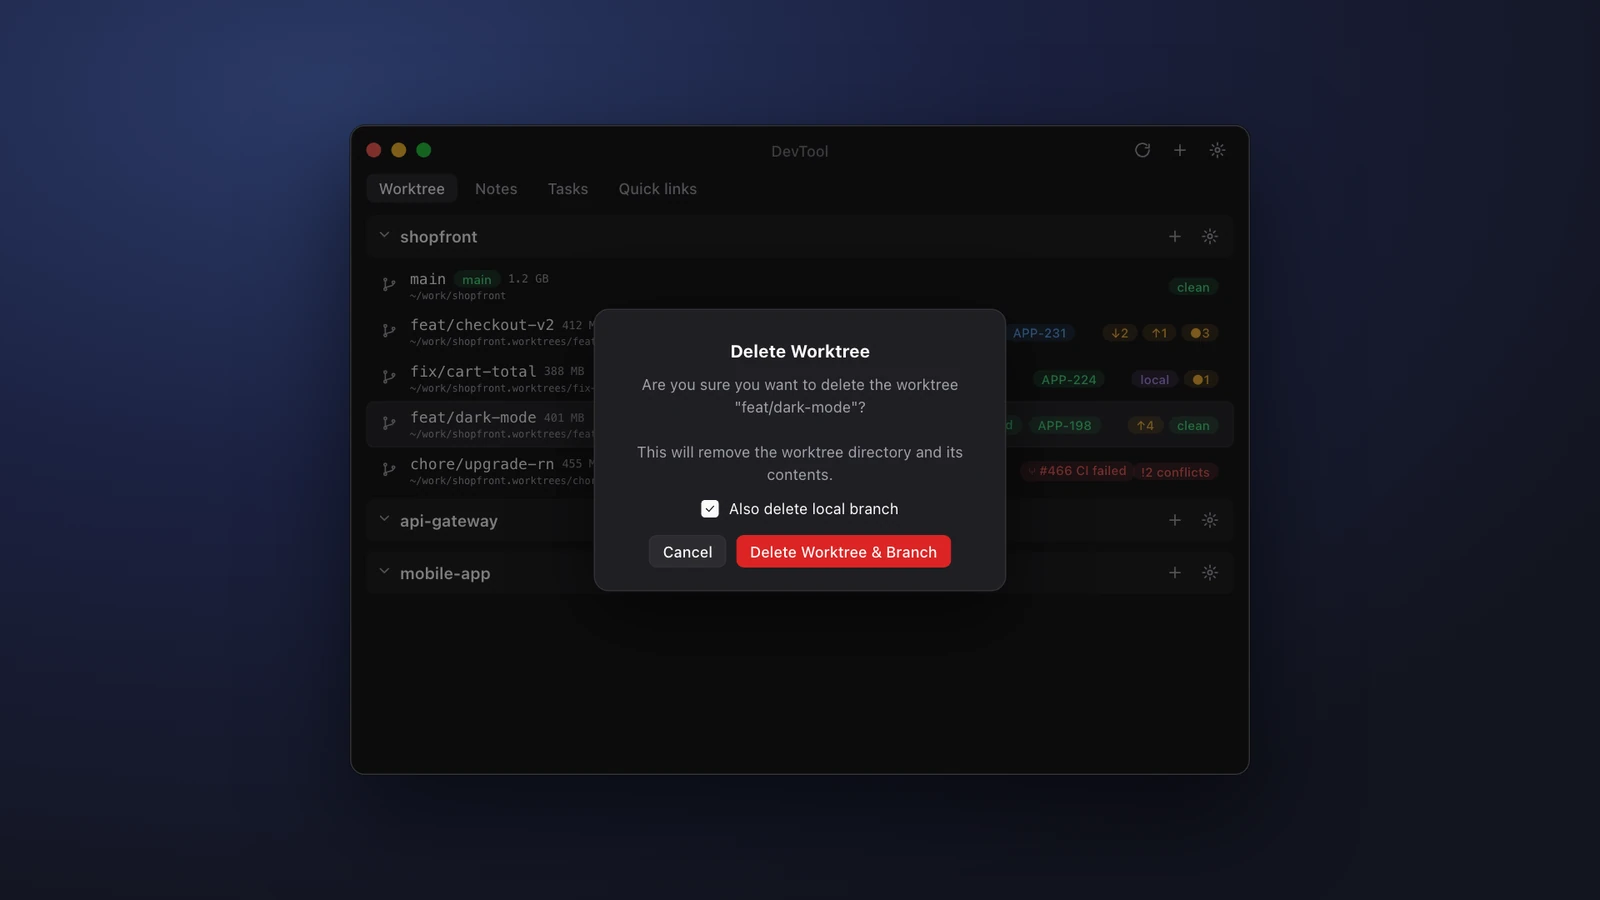 DevTool
Worktree Notes Tasks Quick links
shopfront
main main 1.2 GB
~/work/shopfront
clean
feat/checkout-v2 412 M
~/work/shopfront.worktrees/feat
APP-231 ↓2 ↑1 ●3
fix/cart-total 388 MB
~/work/shopfront.worktrees/fix-
APP-224 local ●1
feat/dark-mode 401 MB
~/work/shopfront.worktrees/feat
d APP-198 ↑4 clean
chore/upgrade-rn 455 M
~/work/shopfront.worktrees/chor
#466 CI failed !2 conflicts
api-gateway
mobile-app
Delete Worktree
Are you sure you want to delete the worktree
"feat/dark-mode"?
This will remove the worktree directory and its
contents.
Also delete local branch
Cancel Delete Worktree & Branch